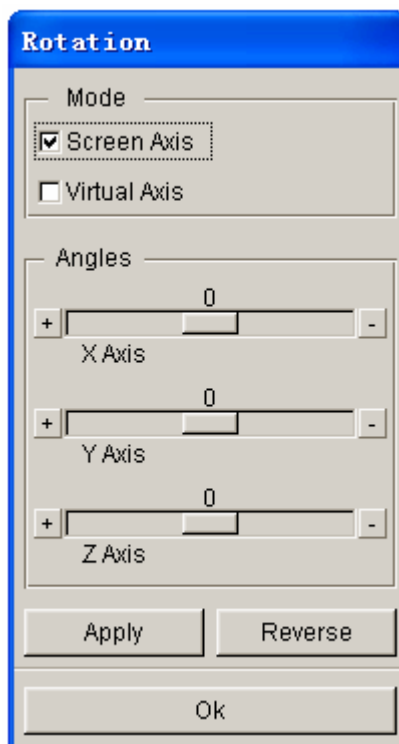 Rotation
Mode
Screen Axis
Virtual Axis
Angles
0
+ -
X Axis
0
+ -
Y Axis
0
+ -
Z Axis
Apply Reverse
Ok